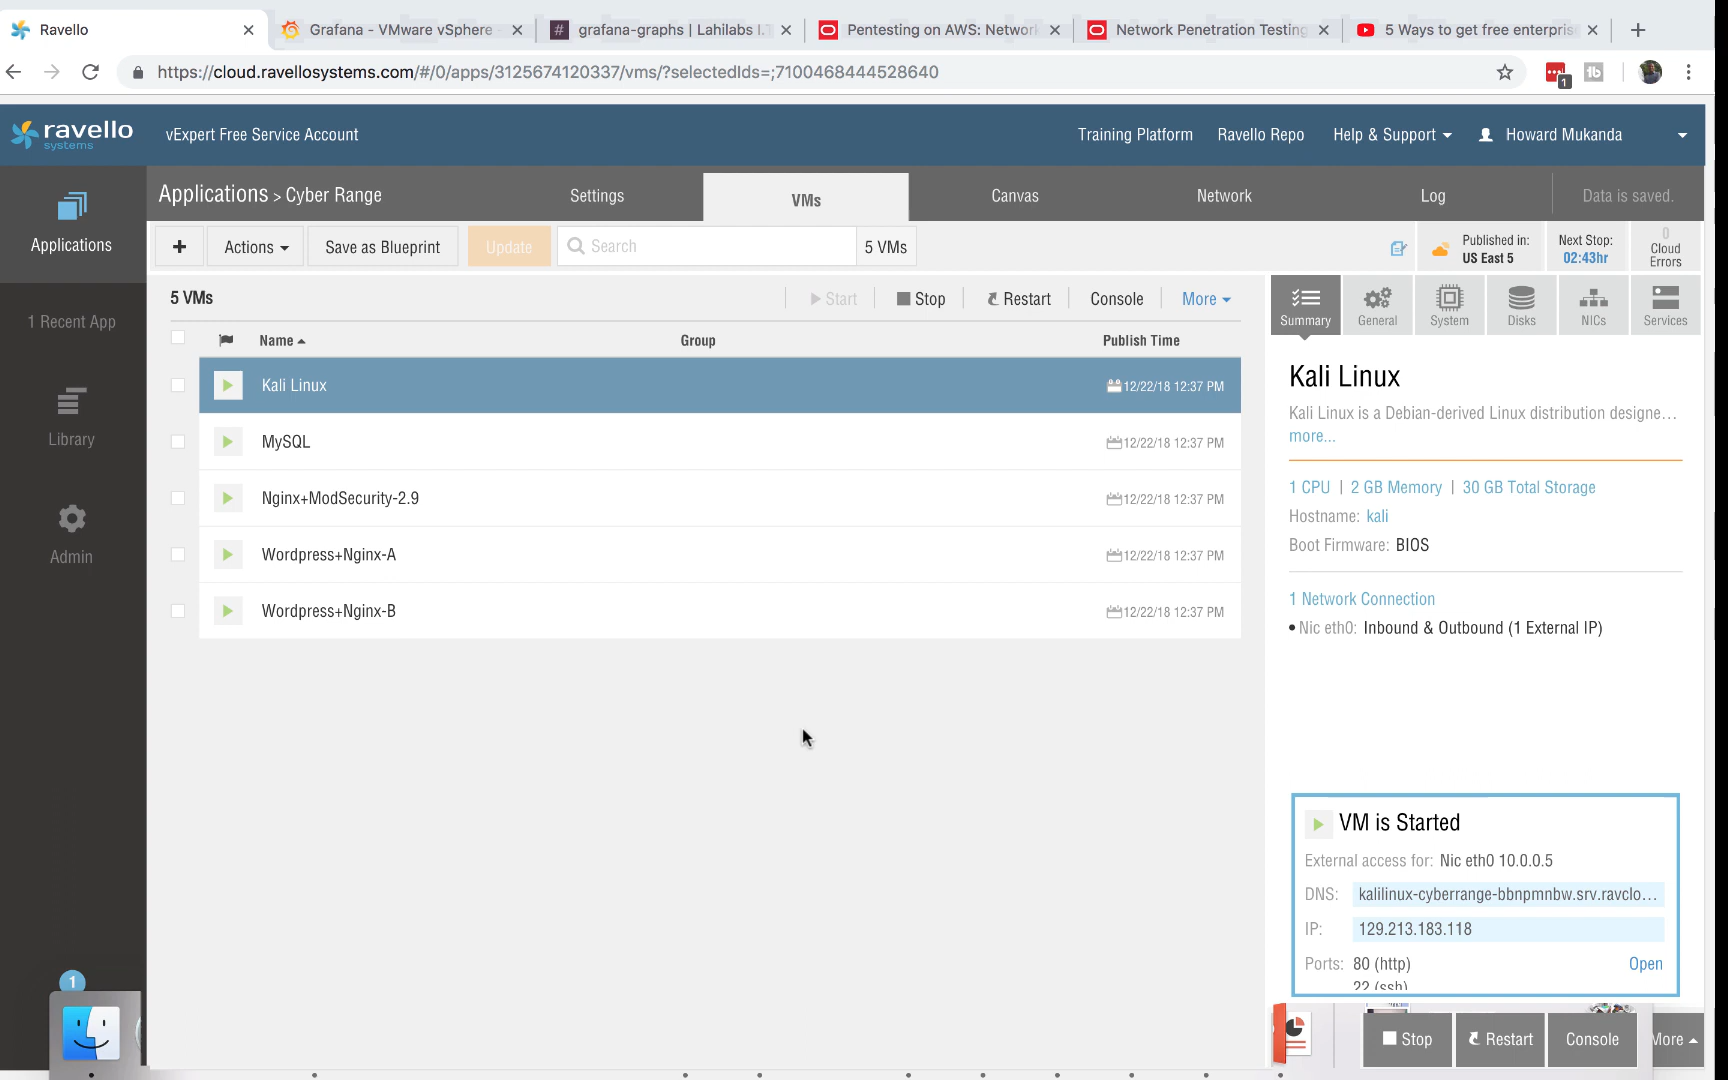 Ravello
Grafana - VMware vSphere
grafana-graphs | Lahilabs I.T
Pentesting on AWS: Network
Network Penetration Testing
5 Ways to get free enterpris
https://cloud.ravellosystems.com/#/0/apps/3125674120337/vms/?selectedIds=;7100468444528640
1
ravello
systems
vExpert Free Service Account
Training Platform
Ravello Repo
Help & Support
Howard Mukanda
Applications > Cyber Range
Settings
VMs
Canvas
Network
Log
Data is saved.
Applications
1 Recent App
Library
Admin
Actions
Save as Blueprint
Update
Search
5 VMs
Published in:
US East 5
Next Stop:
02:43hr
0
Cloud
Errors
5 VMs
Start
Stop
Restart
Console
More
Name
Group
Publish Time
Kali Linux
12/22/18 12:37 PM
MySQL
12/22/18 12:37 PM
Nginx+ModSecurity-2.9
12/22/18 12:37 PM
Wordpress+Nginx-A
12/22/18 12:37 PM
Wordpress+Nginx-B
12/22/18 12:37 PM
Summary
General
System
Disks
NICs
Services
Kali Linux
Kali Linux is a Debian-derived Linux distribution designe...
more...
1 CPU | 2 GB Memory | 30 GB Total Storage
Hostname: kali
Boot Firmware: BIOS
1 Network Connection
• Nic eth0: Inbound & Outbound (1 External IP)
VM is Started
External access for: Nic eth0 10.0.0.5
DNS: kalilinux-cyberrange-bbnpmnbw.srv.ravclo...
IP: 129.213.183.118
Ports: 80 (http)
Open
22 (ssh)
1
Stop
Restart
Console
More